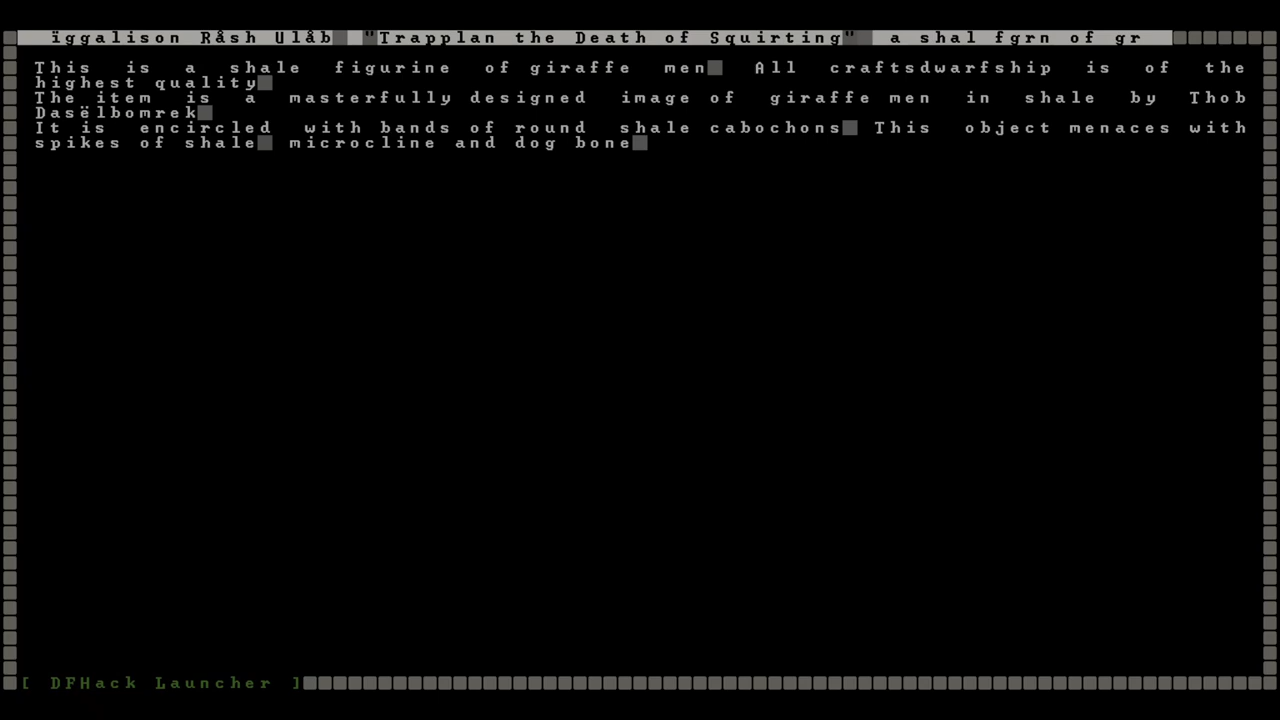 ïggalison Råsh Ulåb "Trapplan the Death of Squirting" a shal fgrn of gr
This is a shale figurine of giraffe men All craftsdwarfship is of the
highest quality
The item is a masterfully designed image of giraffe men in shale by Thob
Dasëlbomrek
It is encircled with bands of round shale cabochons This object menaces with
spikes of shale microcline and dog bone
[ DFHack Launcher ]